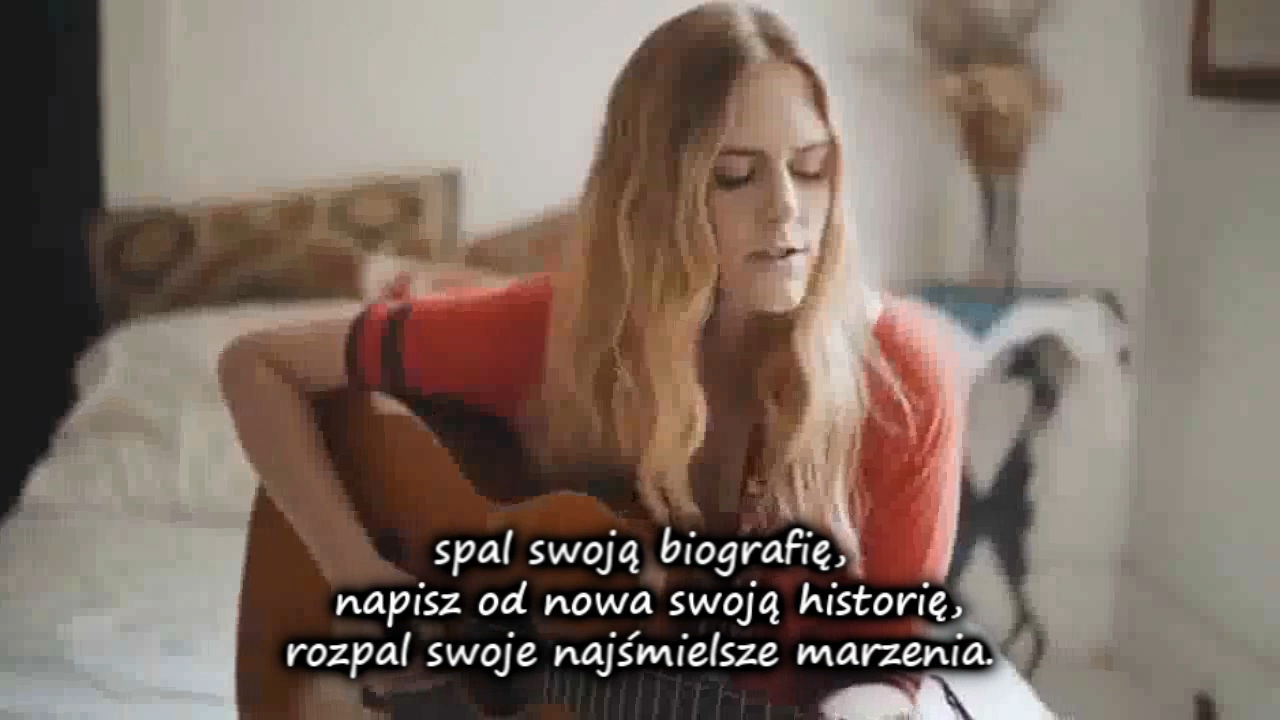 spal swoją biografię,
napisz od nowa swoją historię,
rozpal swoje najśmielsze marzenia.